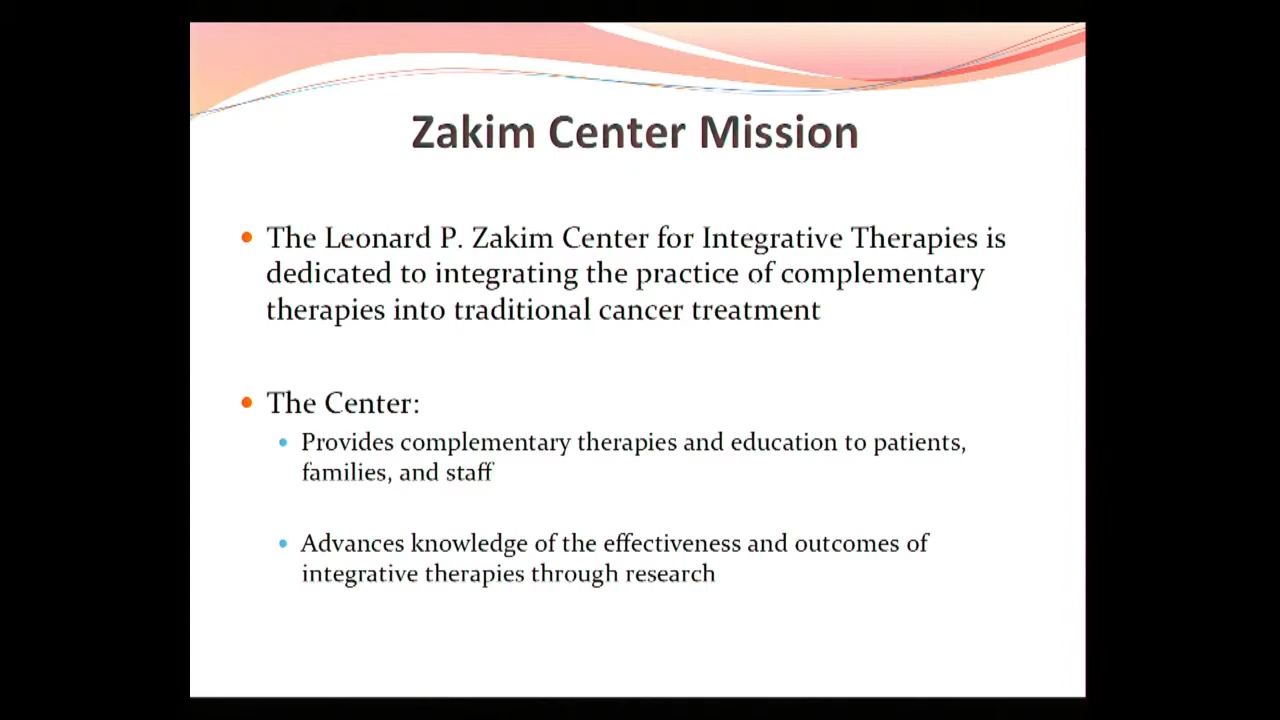 Zakim Center Mission
• The Leonard P. Zakim Center for Integrative Therapies is
dedicated to integrating the practice of complementary
therapies into traditional cancer treatment
• The Center:
• Provides complementary therapies and education to patients,
families, and staff
• Advances knowledge of the effectiveness and outcomes of
integrative therapies through research